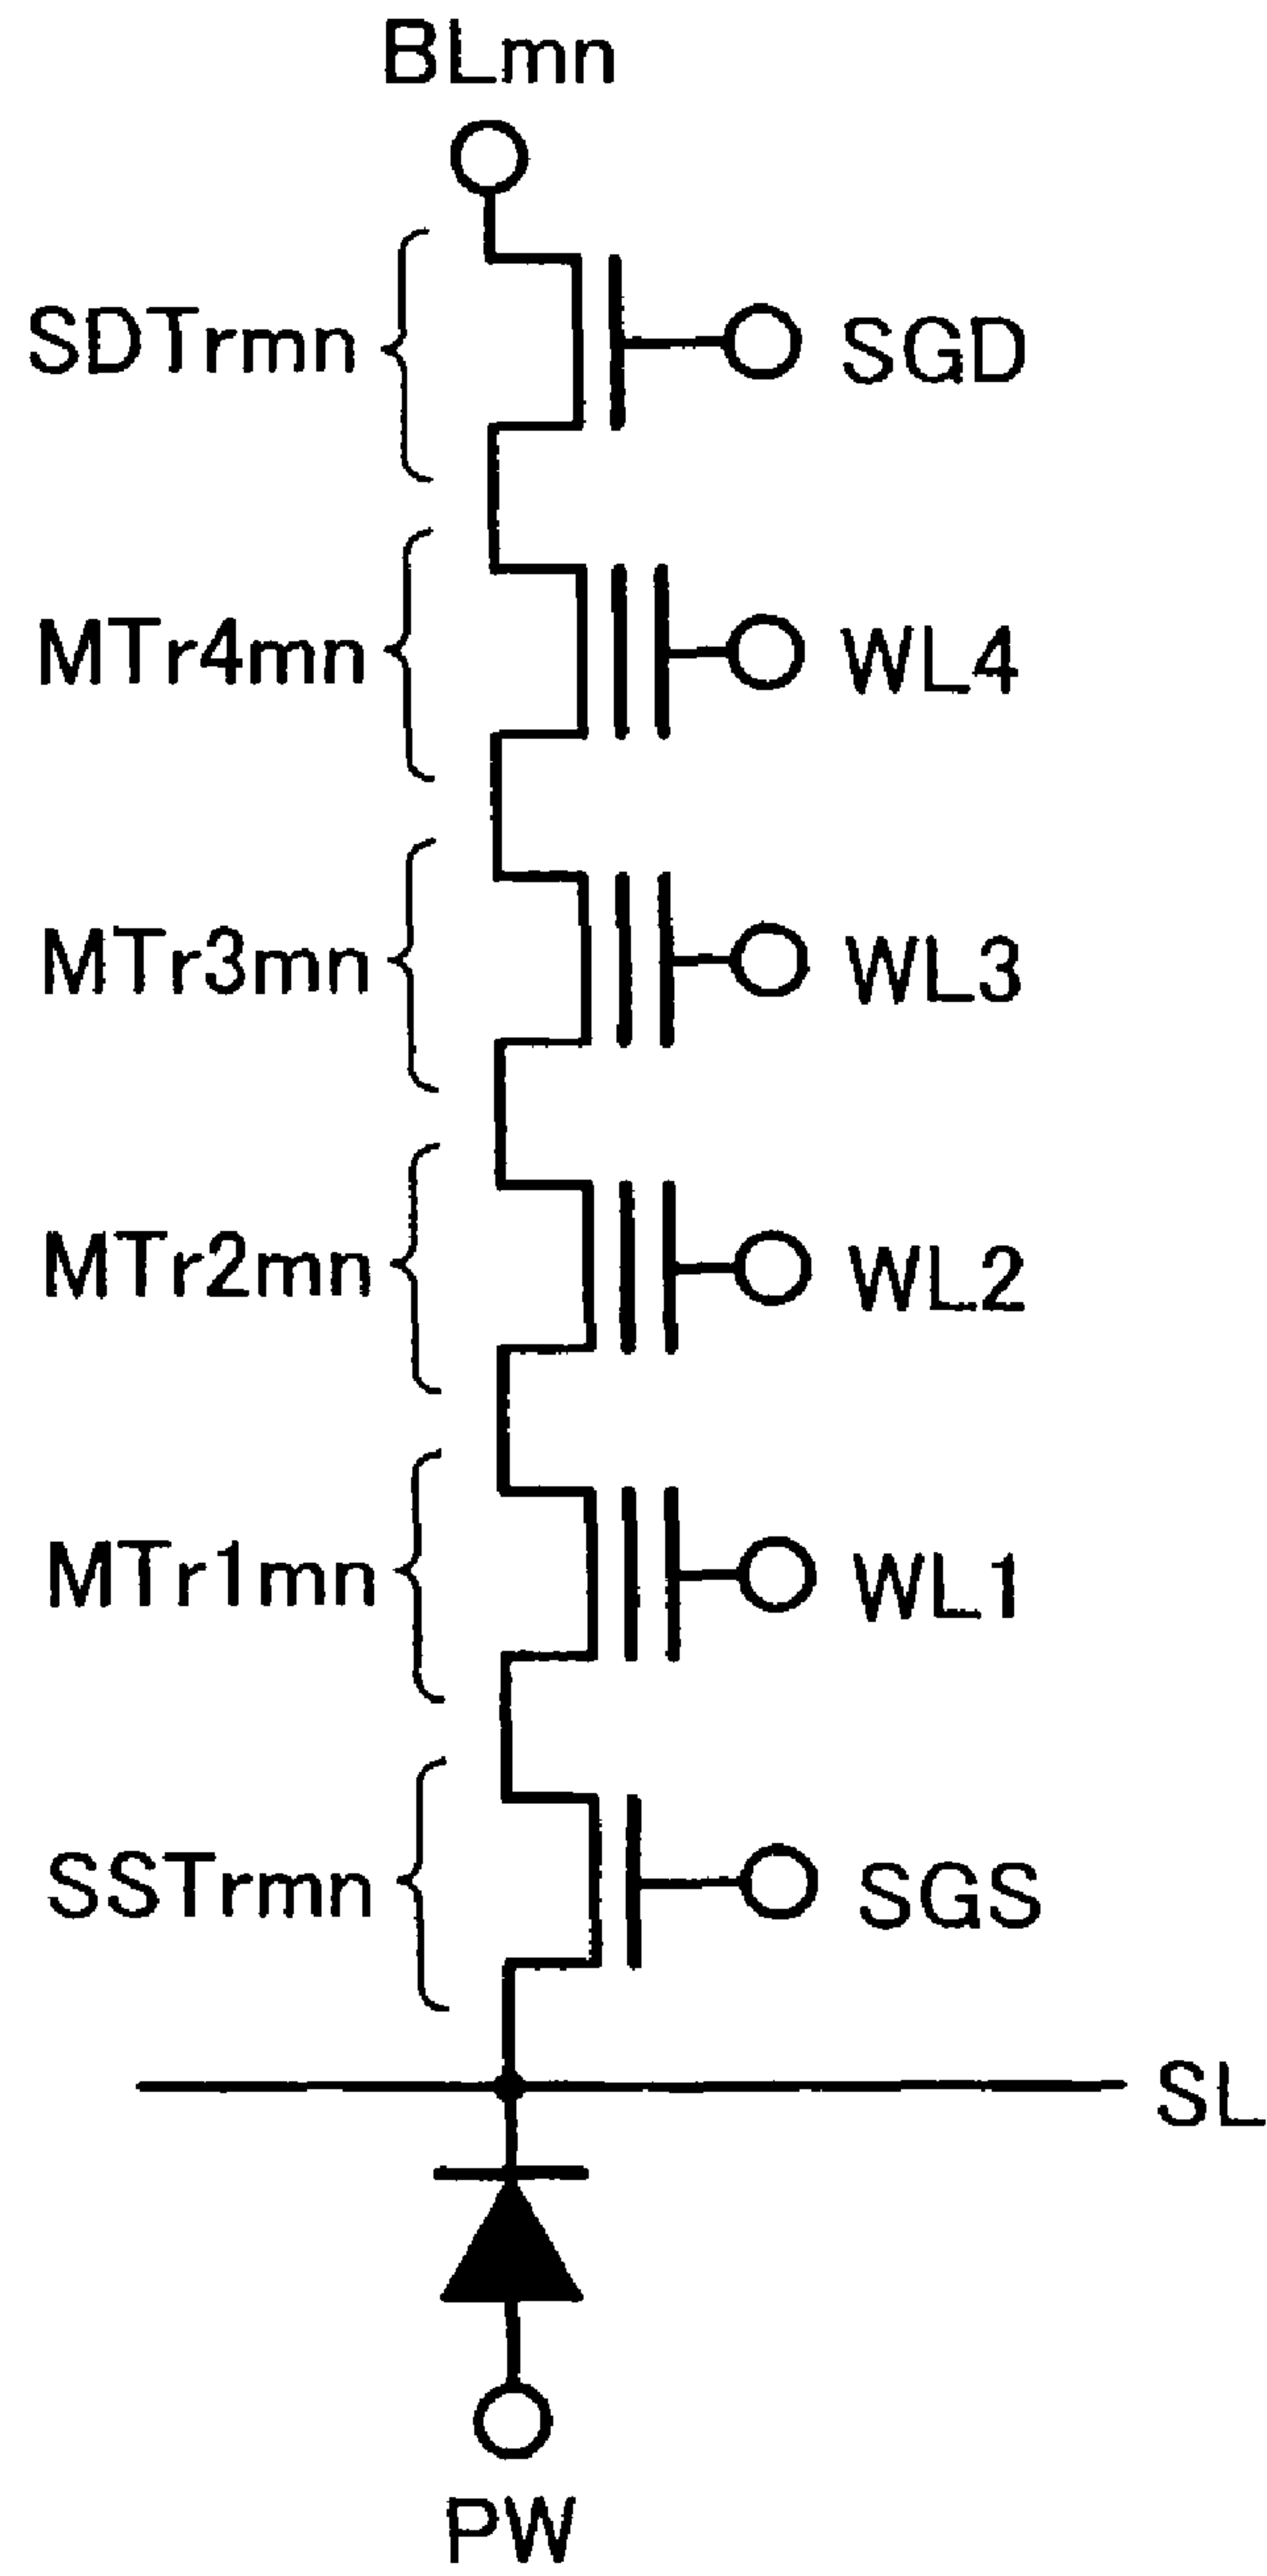 BLmn
SDTrmn SGD
MTr4mn WL4
MTr3mn WL3
MTr2mn WL2
MTr1mn WL1
SSTrmn SGS
SL
PW